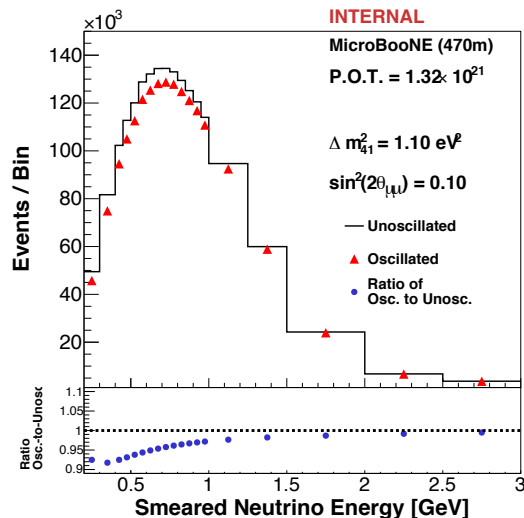 INTERNAL
×10³
MicroBooNE (470m)
P.O.T. = 1.32× 10²¹
Δ m²₄₁ = 1.10 eV²
sin²(2θμμ) = 0.10
Unoscillated
Oscillated
Ratio of
Osc. to Unosc.
Events / Bin
140
120
100
80
60
40
20
Ratio
Osc.-to-Unosc
1.1
1.05
1
0.95
0.9
0.5 1 1.5 2 2.5 3
Smeared Neutrino Energy [GeV]